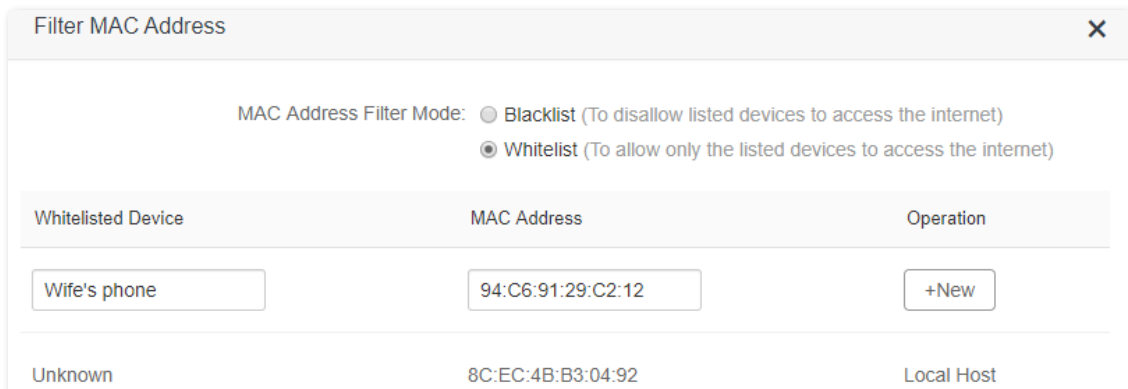 Filter MAC Address
MAC Address Filter Mode: Blacklist (To disallow listed devices to access the internet)
Whitelist (To allow only the listed devices to access the internet)
Whitelisted Device MAC Address Operation
Wife's phone 94:C6:91:29:C2:12 +New
Unknown 8C:EC:4B:B3:04:92 Local Host